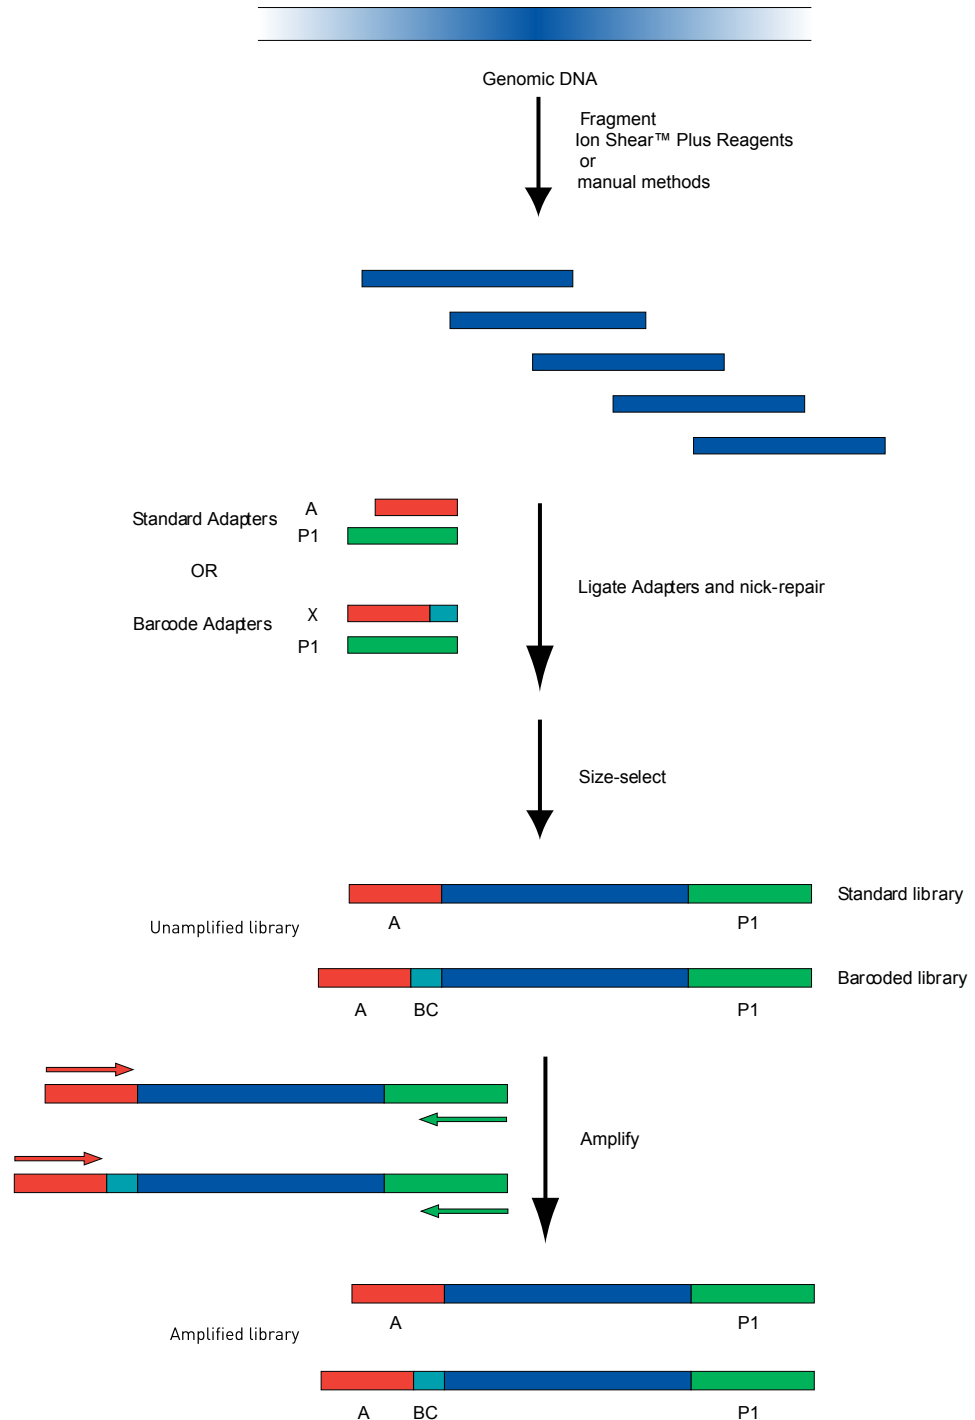 Genomic DNA
Fragment
Ion Shear™ Plus Reagents
or
manual methods
A
Standard Adapters
P1
OR
X
Barcode Adapters
P1
Ligate Adapters and nick-repair
Size-select
Standard library
A
P1
Unamplified library
Barcoded library
A
BC
P1
Amplify
A
P1
Amplified library
A
BC
P1